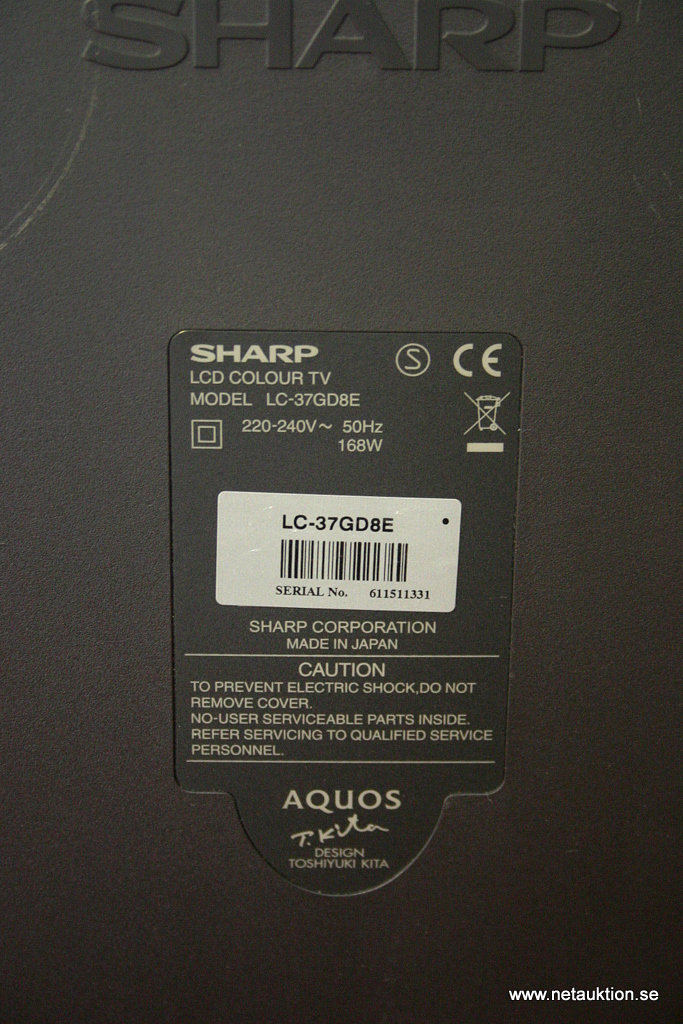 SHARP
SHARP
S CE
LCD COLOUR TV
MODEL LC-37GD8E
220-240V~ 50Hz
168W
LC-37GD8E
SERIAL No. 611511331
SHARP CORPORATION
MADE IN JAPAN
CAUTION
TO PREVENT ELECTRIC SHOCK,DO NOT
REMOVE COVER.
NO-USER SERVICEABLE PARTS INSIDE.
REFER SERVICING TO QUALIFIED SERVICE
PERSONNEL.
AQUOS
T. Kita
DESIGN
TOSHIYUKI KITA
www.netauktion.se